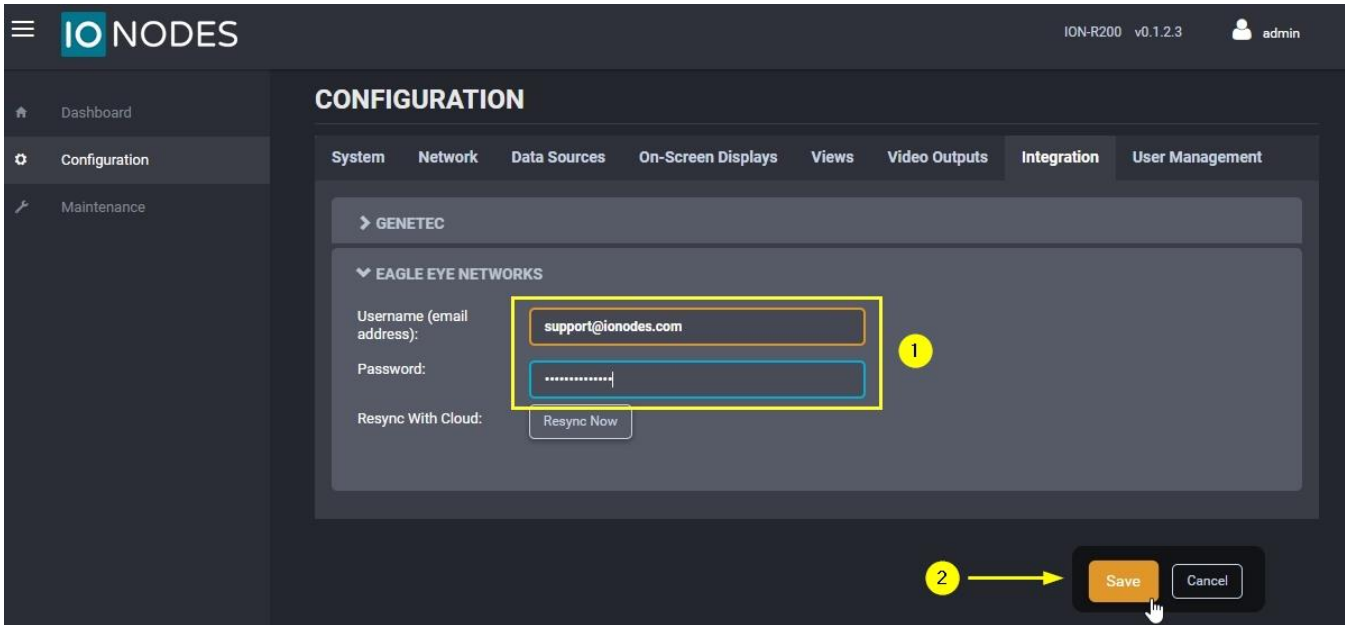 IO NODES
ION-R200 v0.1.2.3 admin
Dashboard
Configuration
Maintenance
CONFIGURATION
System Network Data Sources On-Screen Displays Views Video Outputs Integration User Management
GENETEC
EAGLE EYE NETWORKS
Username (email
address):
support@ionodes.com
1
Password:
••••••••••••••
Resync With Cloud:
Resync Now
2
Save
Cancel